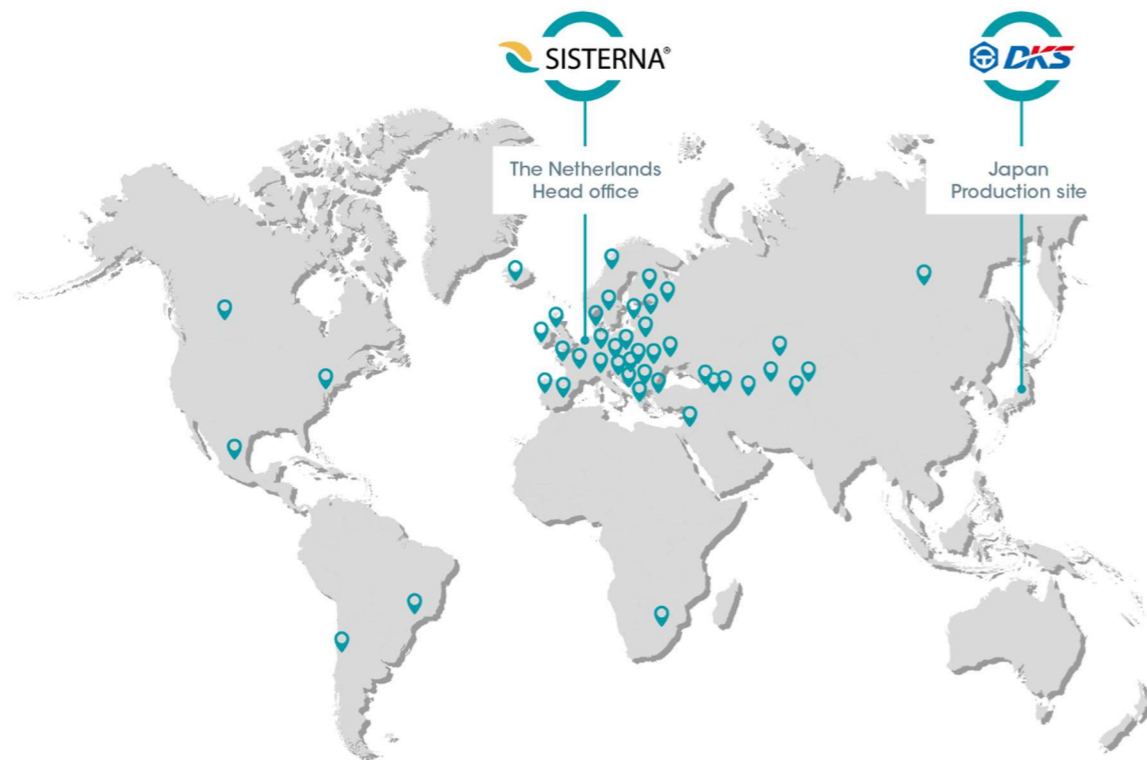 SISTERNA®
DKS
The Netherlands
Head office
Japan
Production site